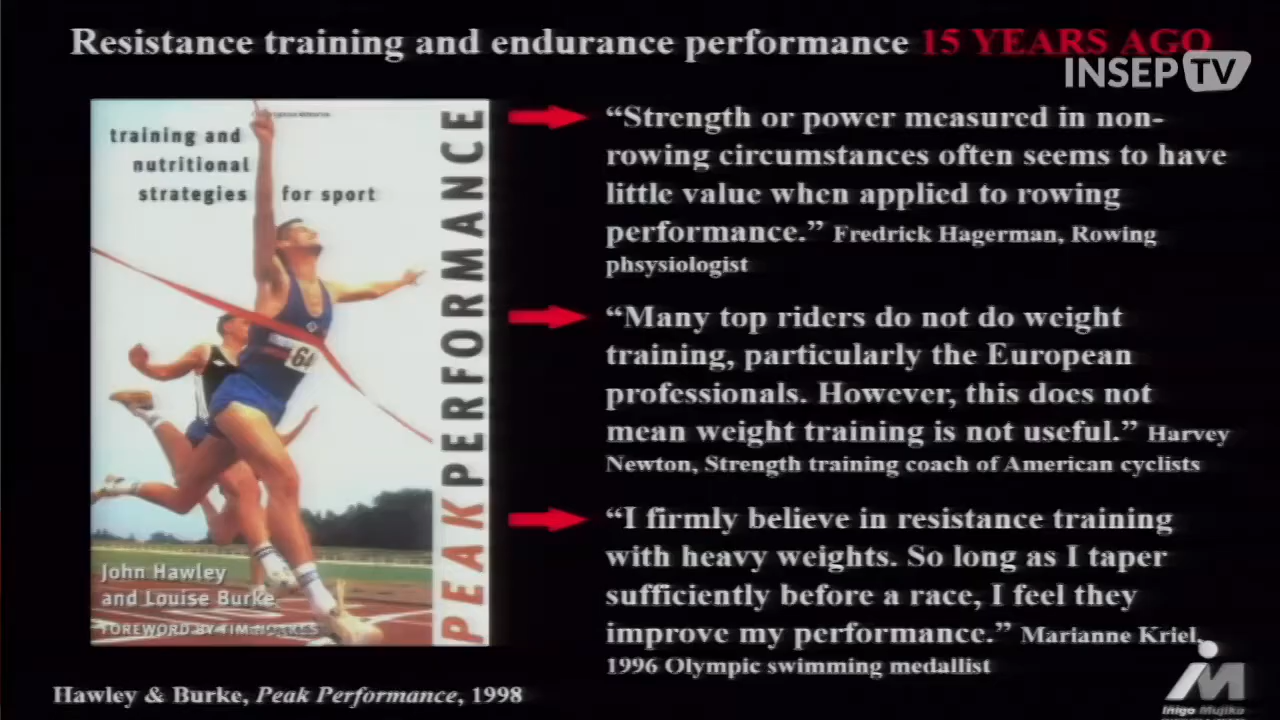 Resistance training and endurance performance 15 YEARS AGO
INSEP TV
training and
nutritional
strategies for sport
PEAKPERFORMANCE
John Hawley
and Louise Burke
FOREWORD BY TIM NOAKES
“Strength or power measured in non-
rowing circumstances often seems to have
little value when applied to rowing
performance.” Fredrick Hagerman, Rowing
phsysiologist
“Many top riders do not do weight
training, particularly the European
professionals. However, this does not
mean weight training is not useful.” Harvey
Newton, Strength training coach of American cyclists
“I firmly believe in resistance training
with heavy weights. So long as I taper
sufficiently before a race, I feel they
improve my performance.” Marianne Kriel,
1996 Olympic swimming medallist
Hawley & Burke, Peak Performance, 1998
iM
Iñigo Mujika